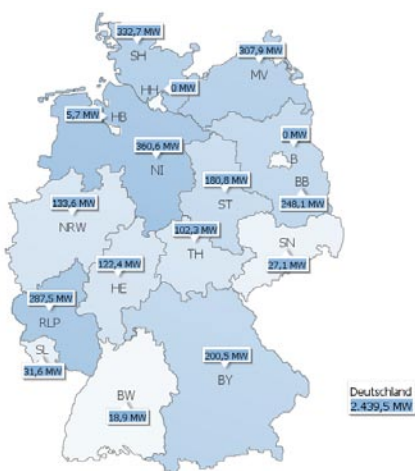 332,7 MW
SH
307,9 MW
MV
HH
0 MW
5,7 MW
HB
360,6 MW
NI
0 MW
B
BB
248,1 MW
180,8 MW
ST
133,6 MW
NRW
102,3 MW
TH
SN
27,1 MW
122,4 MW
HE
287,5 MW
RLP
SL
31,6 MW
200,5 MW
BY
BW
18,9 MW
Deutschland
2.439,5 MW